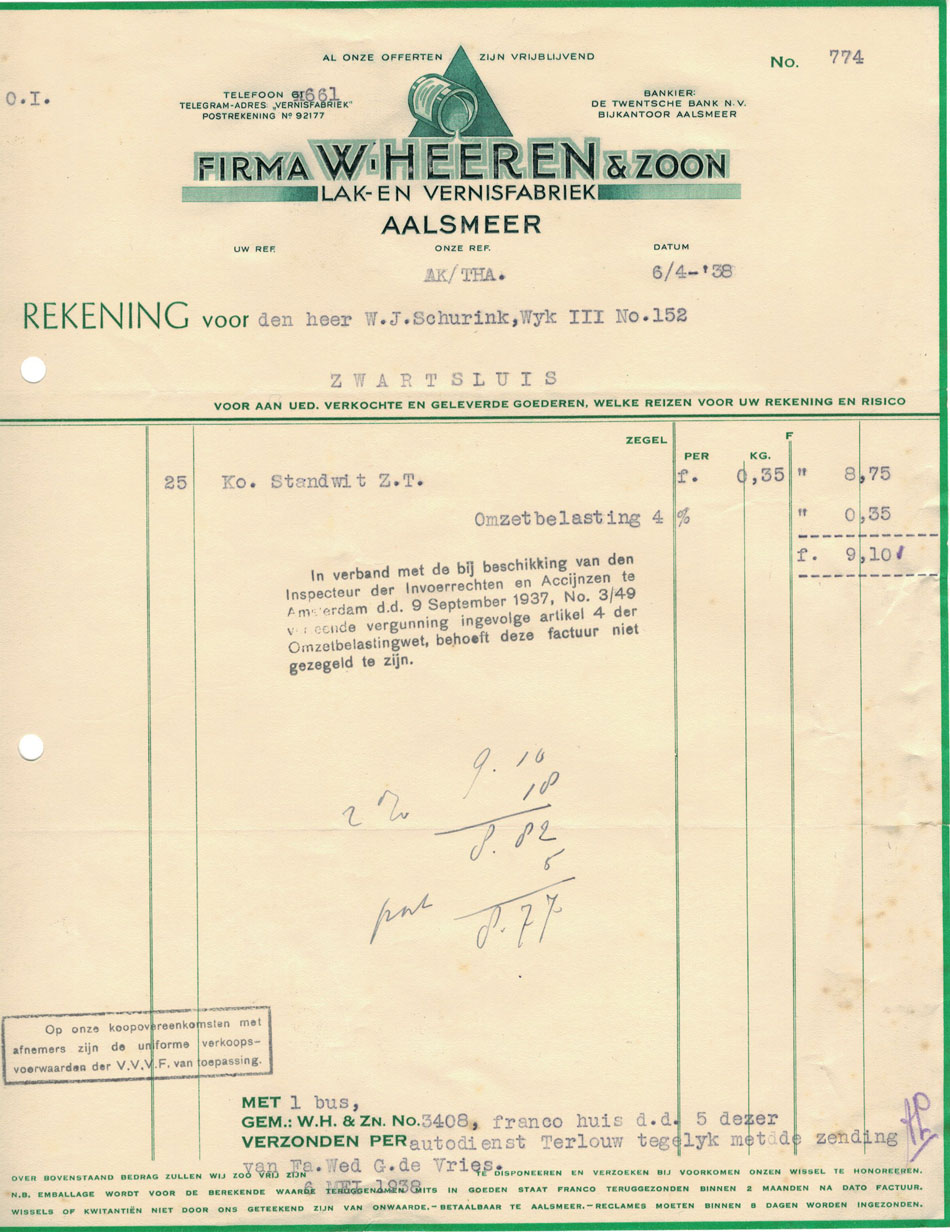 AL ONZE OFFERTEN ZIJN VRIJBLIJVEND
No. 774
O.I.
TELEFOON 1661
TELEGRAM-ADRES: „VERNISFABRIEK"
POSTREKENING Nº 92177
BANKIER:
DE TWENTSCHE BANK N.V.
BIJKANTOOR AALSMEER
FIRMA W. HEEREN & ZOON
LAK- EN VERNISFABRIEK
AALSMEER
UW REF. ONZE REF. DATUM
AK/THA. 6/4-'38
REKENING voor den heer W.J.Schurink,Wyk III No.152
ZWARTSLUIS
VOOR AAN UED. VERKOCHTE EN GELEVERDE GOEDEREN, WELKE REIZEN VOOR UW REKENING EN RISICO
ZEGEL F
PER KG.
25 Ko. Standwit Z.T. f. 0,35 " 8,75
Omzetbelasting 4 % " 0,35
f. 9,10
In verband met de bij beschikking van den
Inspecteur der Invoerrechten en Accijnzen te
Amsterdam d.d. 9 September 1937, No. 3/49
verleende vergunning ingevolge artikel 4 der
Omzetbelastingwet, behoeft deze factuur niet
gezegeld te zijn.
9.10
2 % 18
8.82
5
port
8.77
Op onze koopovereenkomsten met
afnemers zijn de uniforme verkoops-
voorwaarden der V.V.V.F. van toepassing.
MET 1 bus,
GEM.: W.H. & ZN. No. 3408, franco huis d.d. 5 dezer
VERZONDEN PER autodienst Terlouw tegelyk met de zending
van Fa.Wed G.de Vries.
OVER BOVENSTAAND BEDRAG ZULLEN WIJ ZOO VRIJ ZIJN TE DISPONEEREN EN VERZOEKEN BIJ VOORKOMEN ONZEN WISSEL TE HONOREEREN.
6 MEI 1938
N.B. EMBALLAGE WORDT VOOR DE BEREKENDE WAARDE TERUGGENOMEN MITS IN GOEDEN STAAT FRANCO TERUGGEZONDEN BINNEN 2 MAANDEN NA DATO FACTUUR.
WISSELS OF KWITANTIËN NIET DOOR ONS GETEEKEND ZIJN VAN ONWAARDE.–BETAALBAAR TE AALSMEER.–RECLAMES MOETEN BINNEN 8 DAGEN WORDEN INGEZONDEN.